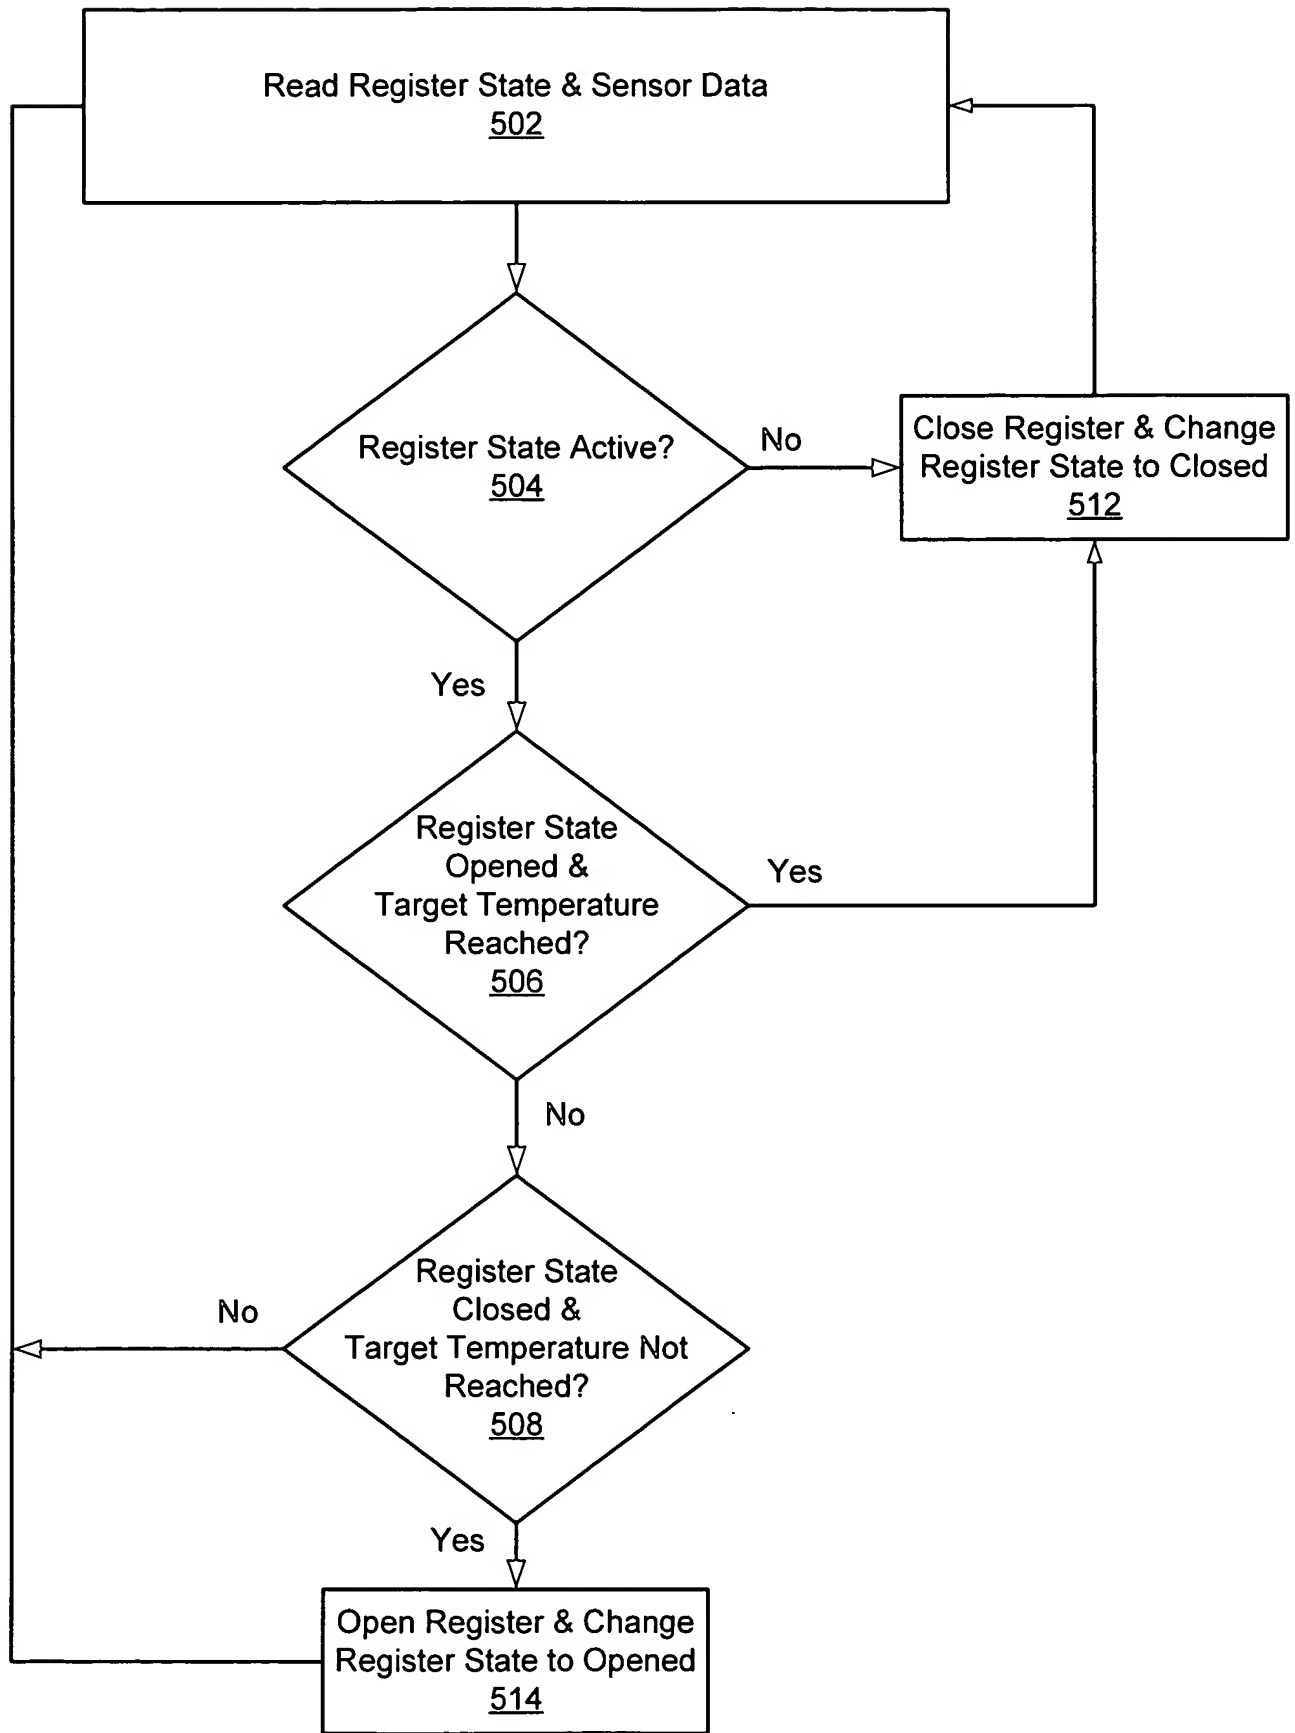 Read Register State & Sensor Data
502
Register State Active?
504
No
Close Register & Change
Register State to Closed
512
Yes
Register State
Opened &
Target Temperature
Reached?
506
Yes
No
Register State
Closed &
Target Temperature Not
Reached?
508
No
Yes
Open Register & Change
Register State to Opened
514